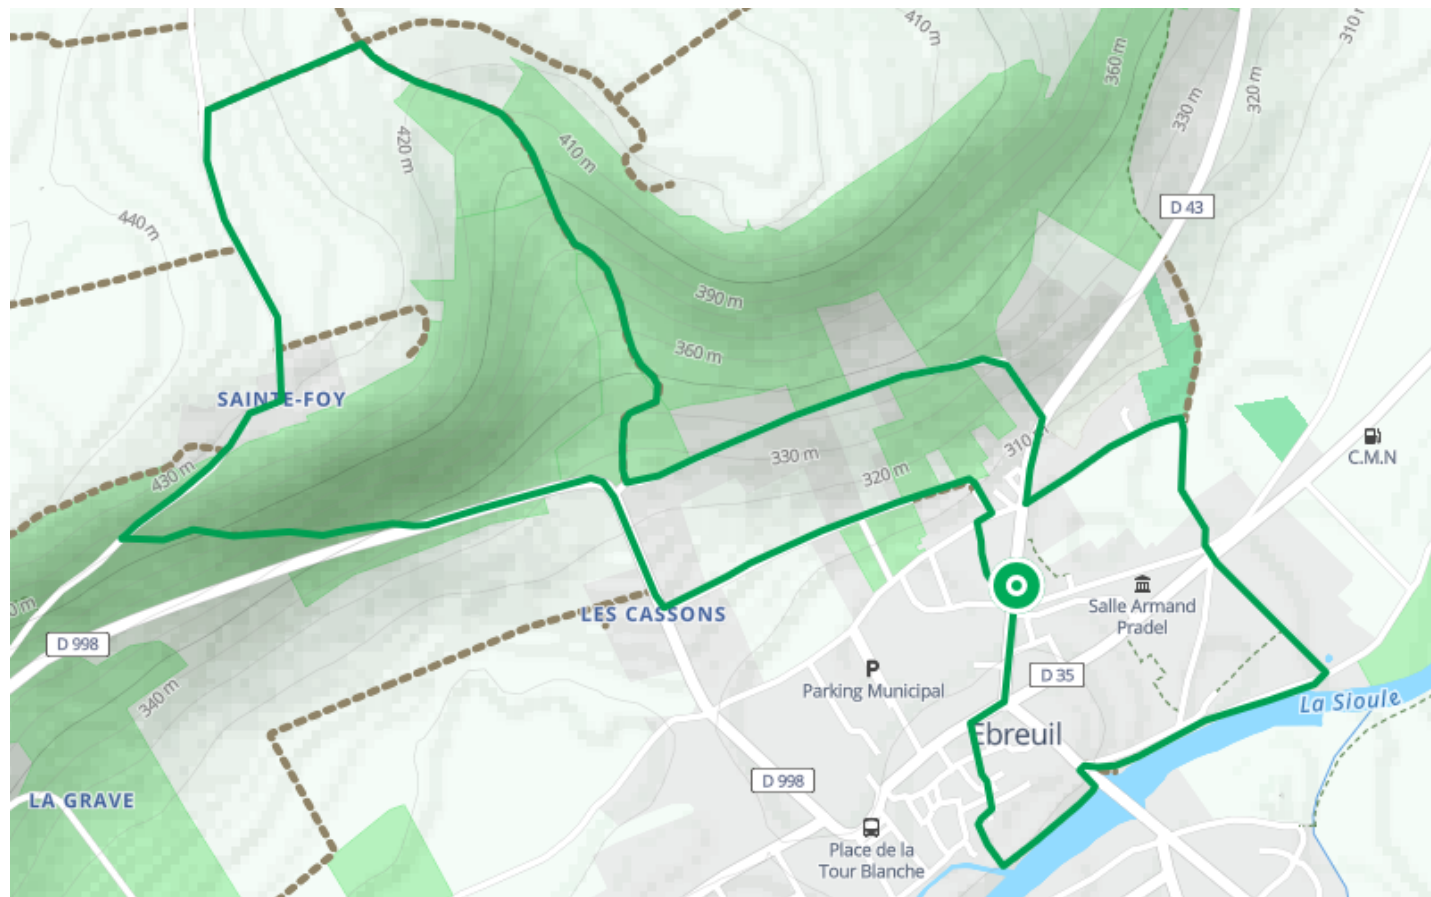 410 m
310 m
360 m
320 m
330 m
420 m
410 m
D 43
440 m
390 m
360 m
SAINTE-FOY
310 m
330 m
C.M.N
430 m
320 m
0 m
LES CASSONS
Salle Armand
Pradel
D 998
P
Parking Municipal
D 35
340 m
La Sioule
Ebreuil
D 998
LA GRAVE
Place de la
Tour Blanche